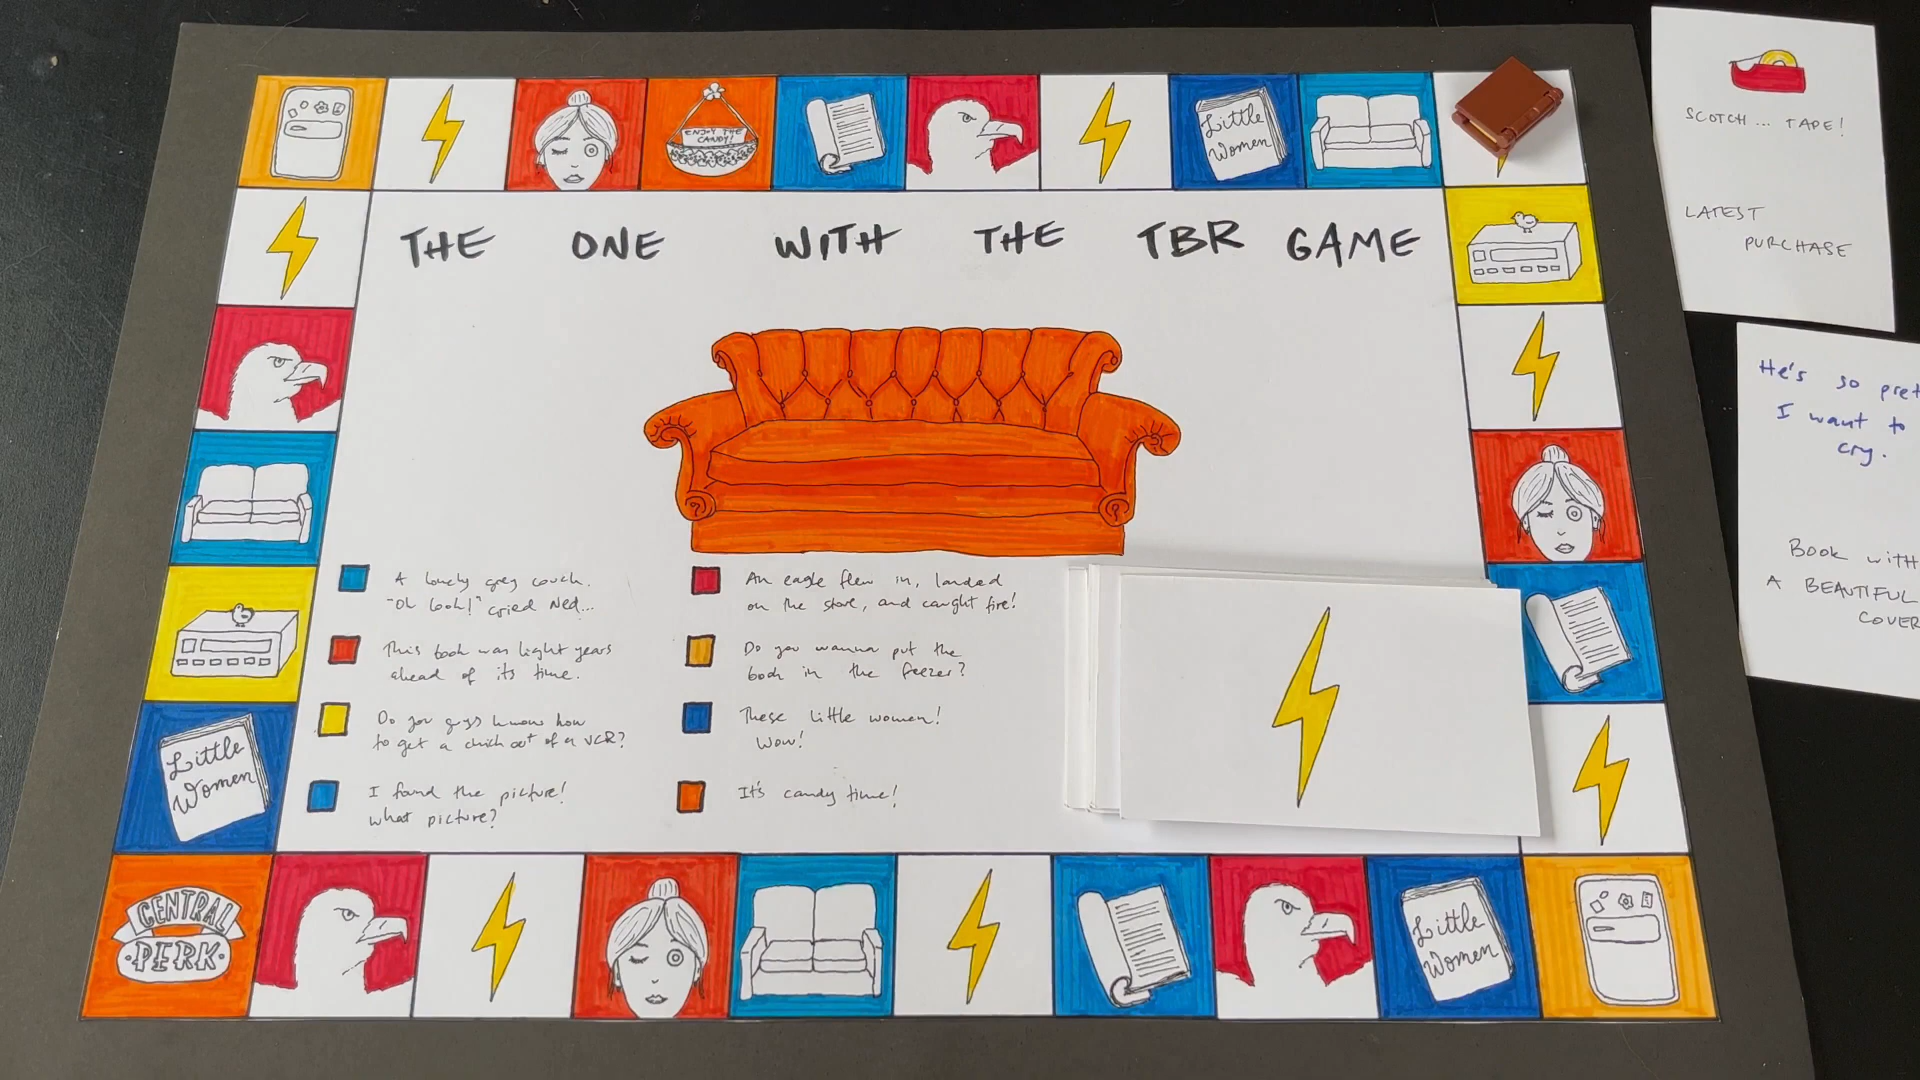 ENJOY THE
CANDY!
Little
Women
THE ONE WITH THE TBR GAME
A lonely grey couch.
"Oh look!" cried Ned...
This book was light years
ahead of its time.
Do you guys know how
to get a chick out of a VCR?
I found the picture!
What picture?
An eagle flew in, landed
on the stove, and caught fire!
Do you wanna put the
book in the freezer?
These little women!
Wow!
It's candy time!
Little
Women
CENTRAL
PERK
Little
Women
SCOTCH... TAPE!
LATEST
PURCHASE
He's so pret
I want to
cry.
BOOK WITH
A BEAUTIFUL
COVER